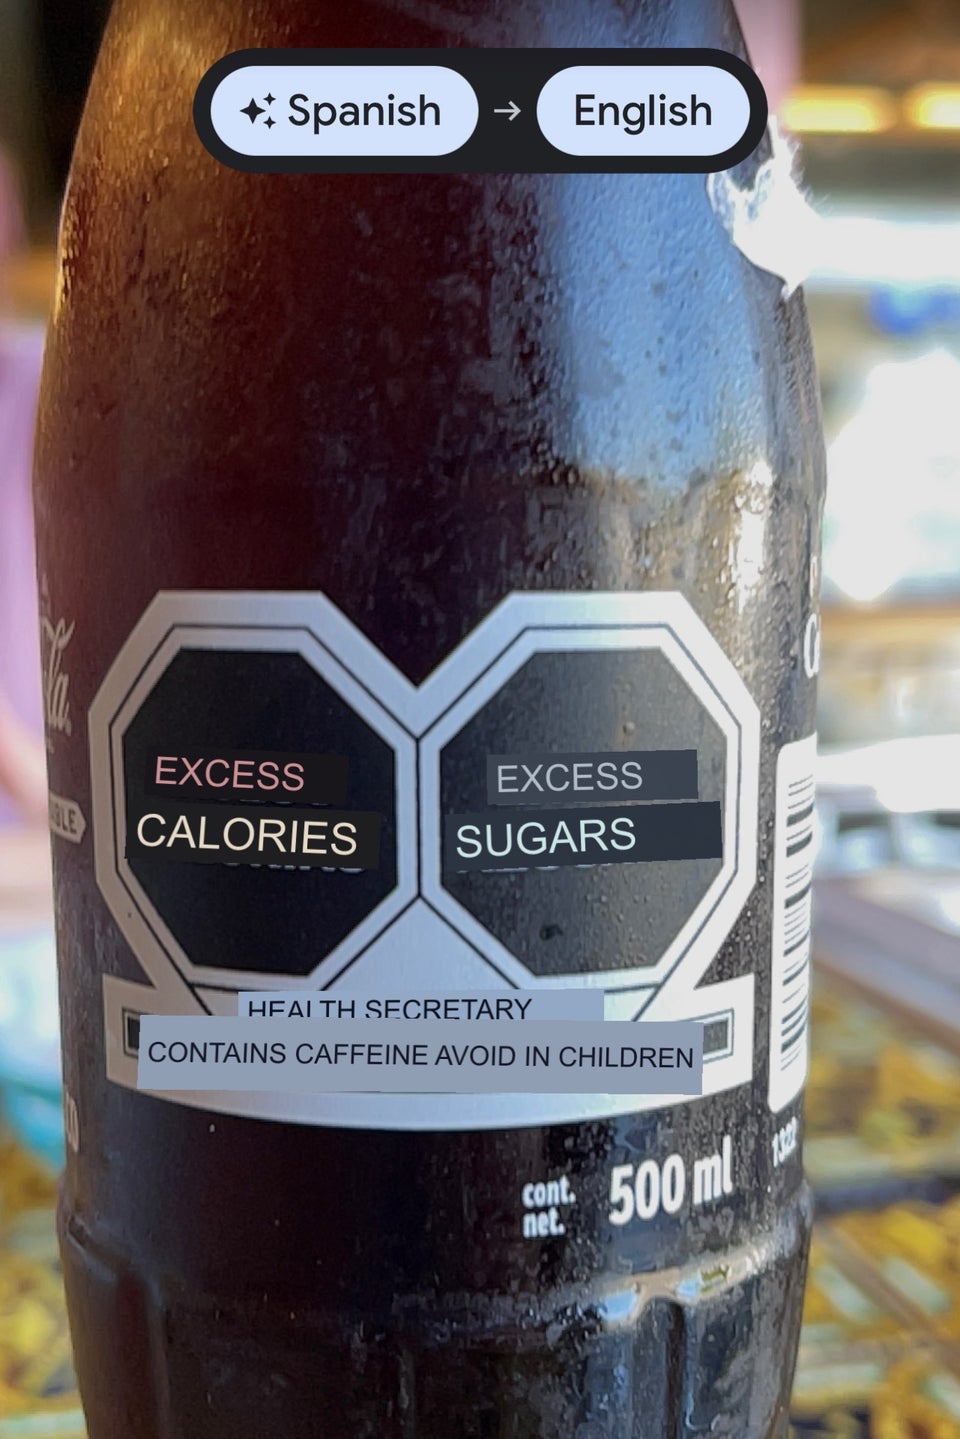 Spanish → English
EXCESS
CALORIES
EXCESS
SUGARS
HEALTH SECRETARY
CONTAINS CAFFEINE AVOID IN CHILDREN
cont.
net.
500 ml